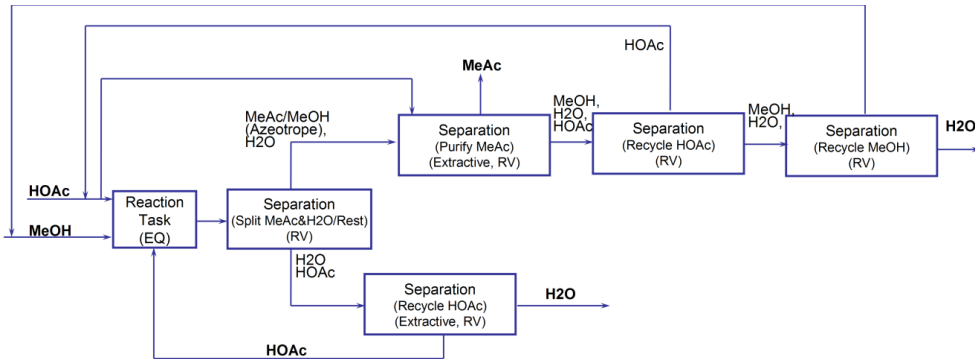 HOAc
MeAc
MeOH,
H2O,
HOAc
MeOH,
H2O,
MeAc/MeOH
(Azeotrope),
H2O
Separation
(Purify MeAc)
(Extractive, RV)
Separation
(Recycle HOAc)
(RV)
Separation
(Recycle MeOH)
(RV)
H2O
HOAc
MeOH
Reaction
Task
(EQ)
Separation
(Split MeAc&H2O/Rest)
(RV)
H2O
HOAc
Separation
(Recycle HOAc)
(Extractive, RV)
H2O
HOAc